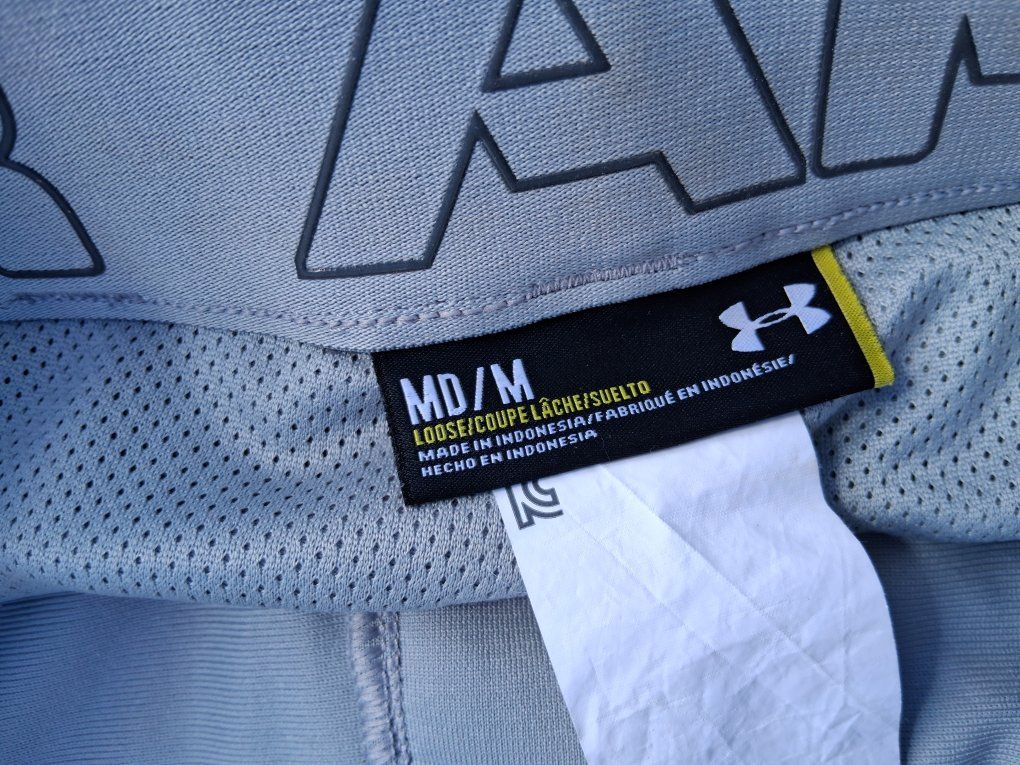 R A
MD/M
LOOSE/COUPE LÂCHE/SUELTO
MADE IN INDONESIA/FABRIQUÉ EN INDONÉSIE/
HECHO EN INDONESIA